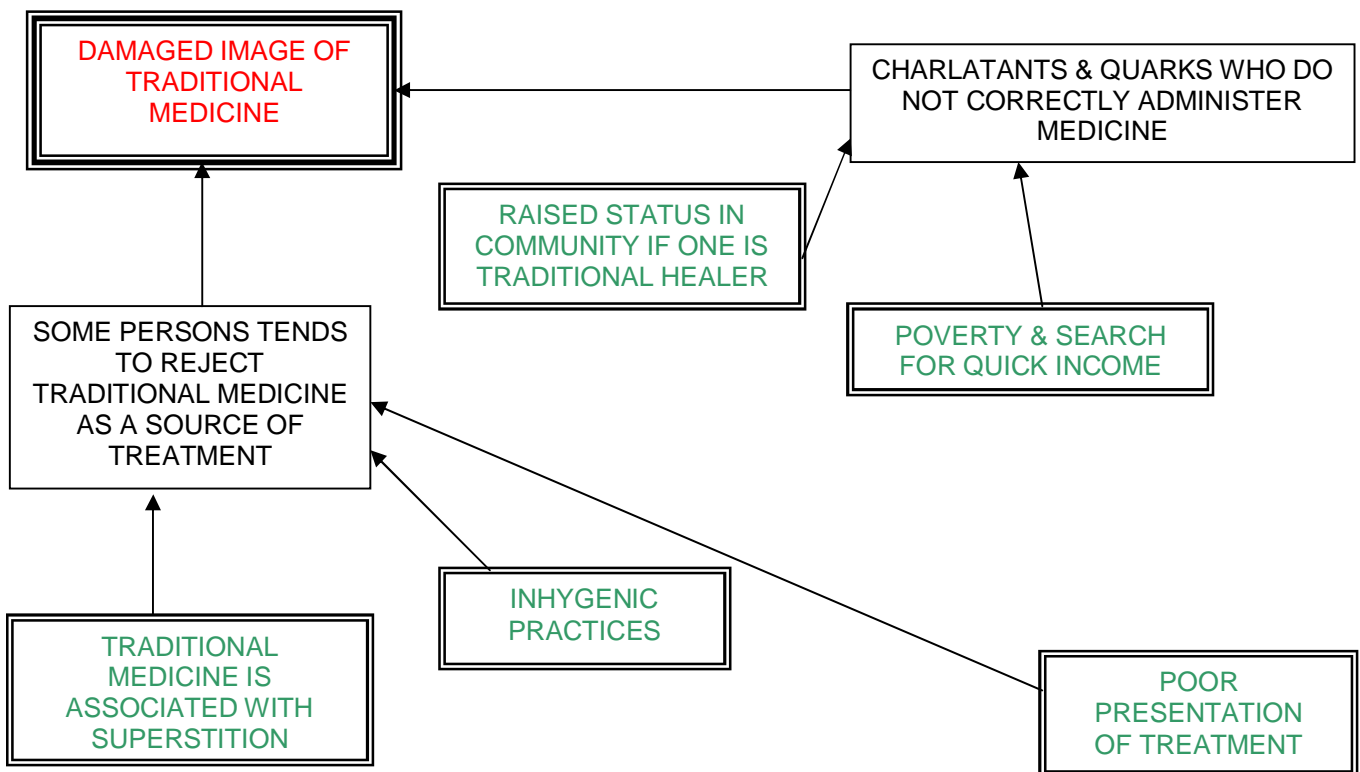 DAMAGED IMAGE OF
TRADITIONAL
MEDICINE
CHARLATANTS & QUARKS WHO DO
NOT CORRECTLY ADMINISTER
MEDICINE
RAISED STATUS IN
COMMUNITY IF ONE IS
TRADITIONAL HEALER
SOME PERSONS TENDS
TO REJECT
TRADITIONAL MEDICINE
AS A SOURCE OF
TREATMENT
POVERTY & SEARCH
FOR QUICK INCOME
INHYGENIC
PRACTICES
TRADITIONAL
MEDICINE IS
ASSOCIATED WITH
SUPERSTITION
POOR
PRESENTATION
OF TREATMENT